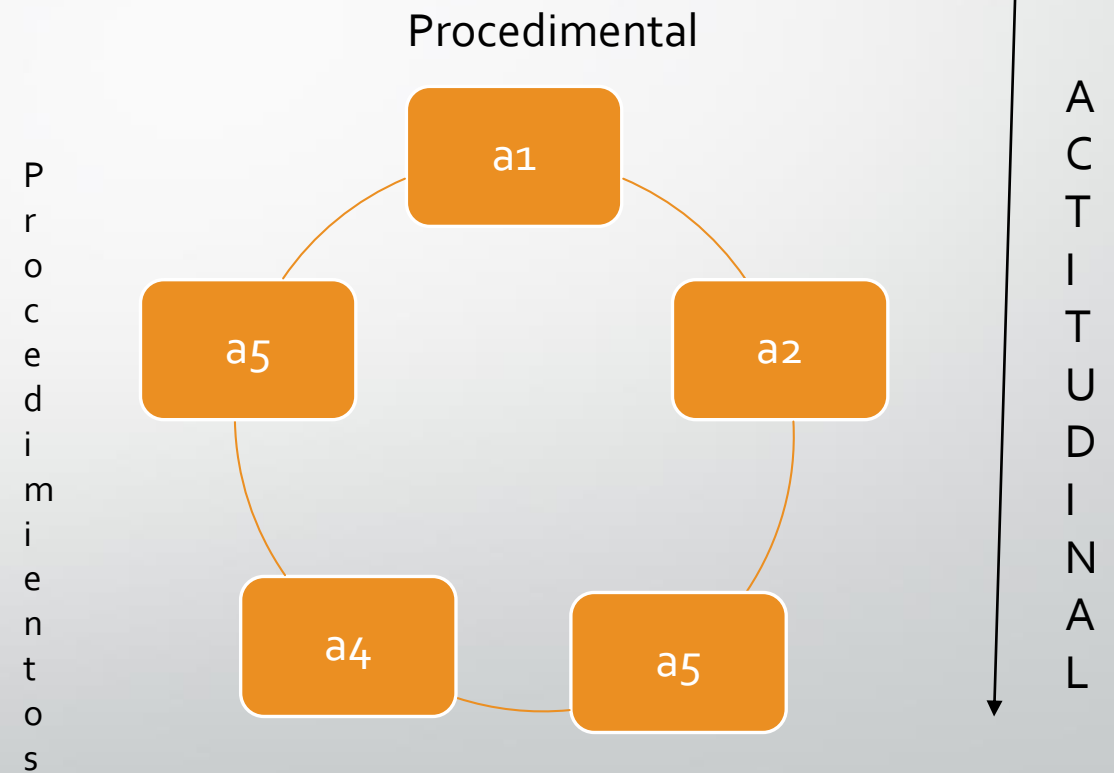 Procedimental
Procedimientos
a1
a5
a2
a4
a5
ACTITUDINAL